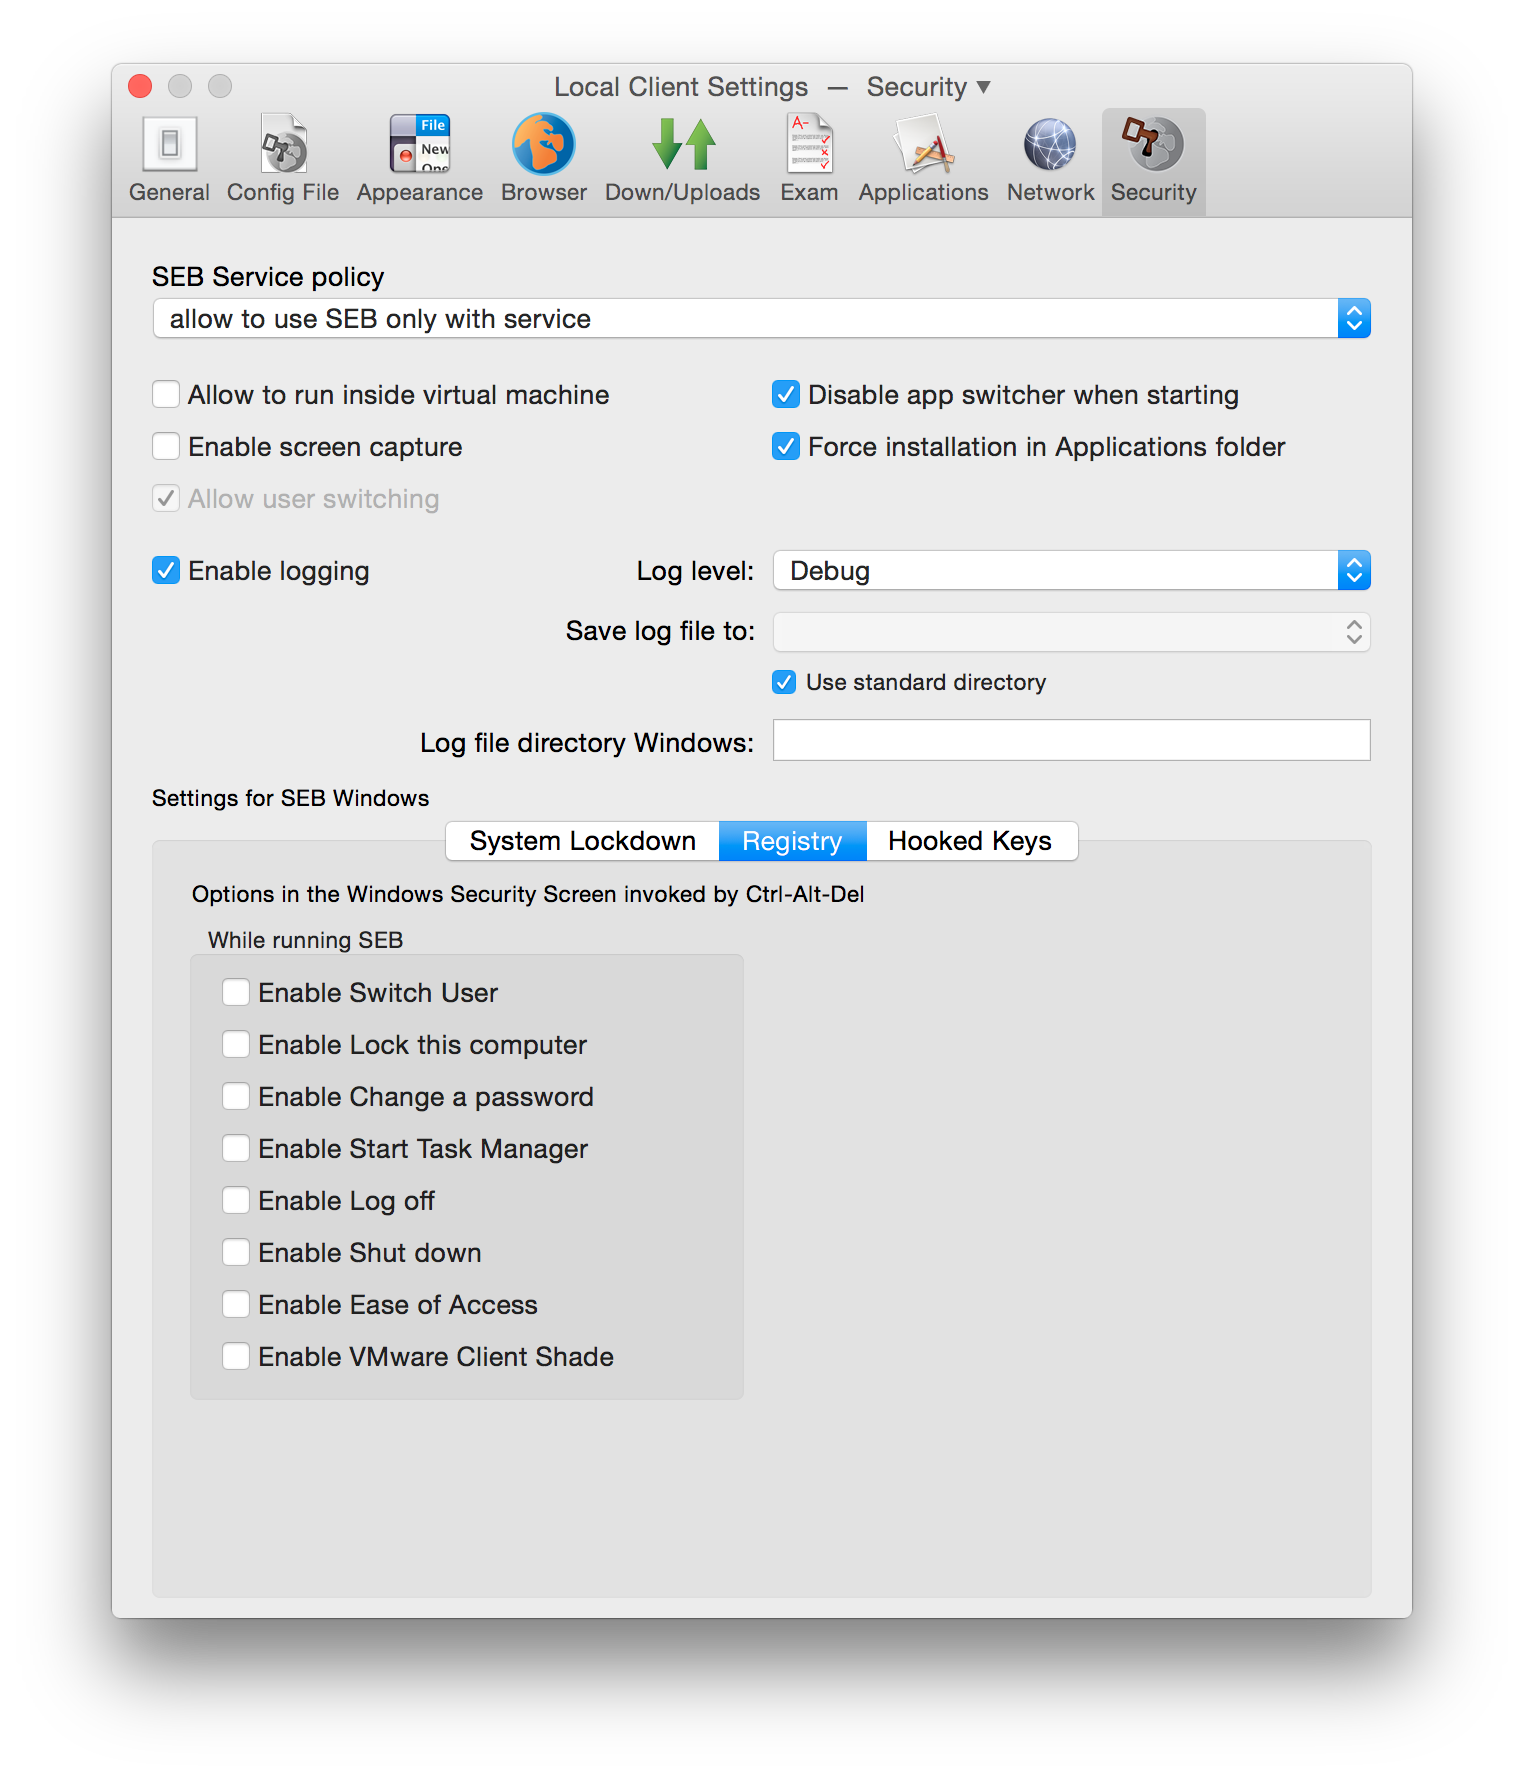 Local Client Settings — Security
File
New
One
A-
General Config File Appearance Browser Down/Uploads Exam Applications Network Security
SEB Service policy
allow to use SEB only with service
Allow to run inside virtual machine Disable app switcher when starting
Enable screen capture Force installation in Applications folder
Allow user switching
Enable logging Log level: Debug
Save log file to:
Use standard directory
Log file directory Windows:
Settings for SEB Windows
System Lockdown Registry Hooked Keys
Options in the Windows Security Screen invoked by Ctrl-Alt-Del
While running SEB
Enable Switch User
Enable Lock this computer
Enable Change a password
Enable Start Task Manager
Enable Log off
Enable Shut down
Enable Ease of Access
Enable VMware Client Shade